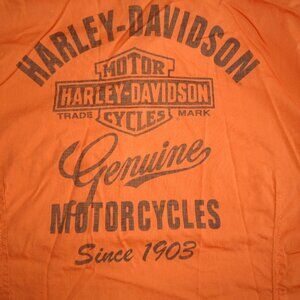 HARLEY-DAVIDSON
MOTOR
HARLEY-DAVIDSON
TRADE MARK
CYCLES
Genuine
MOTORCYCLES
Since 1903